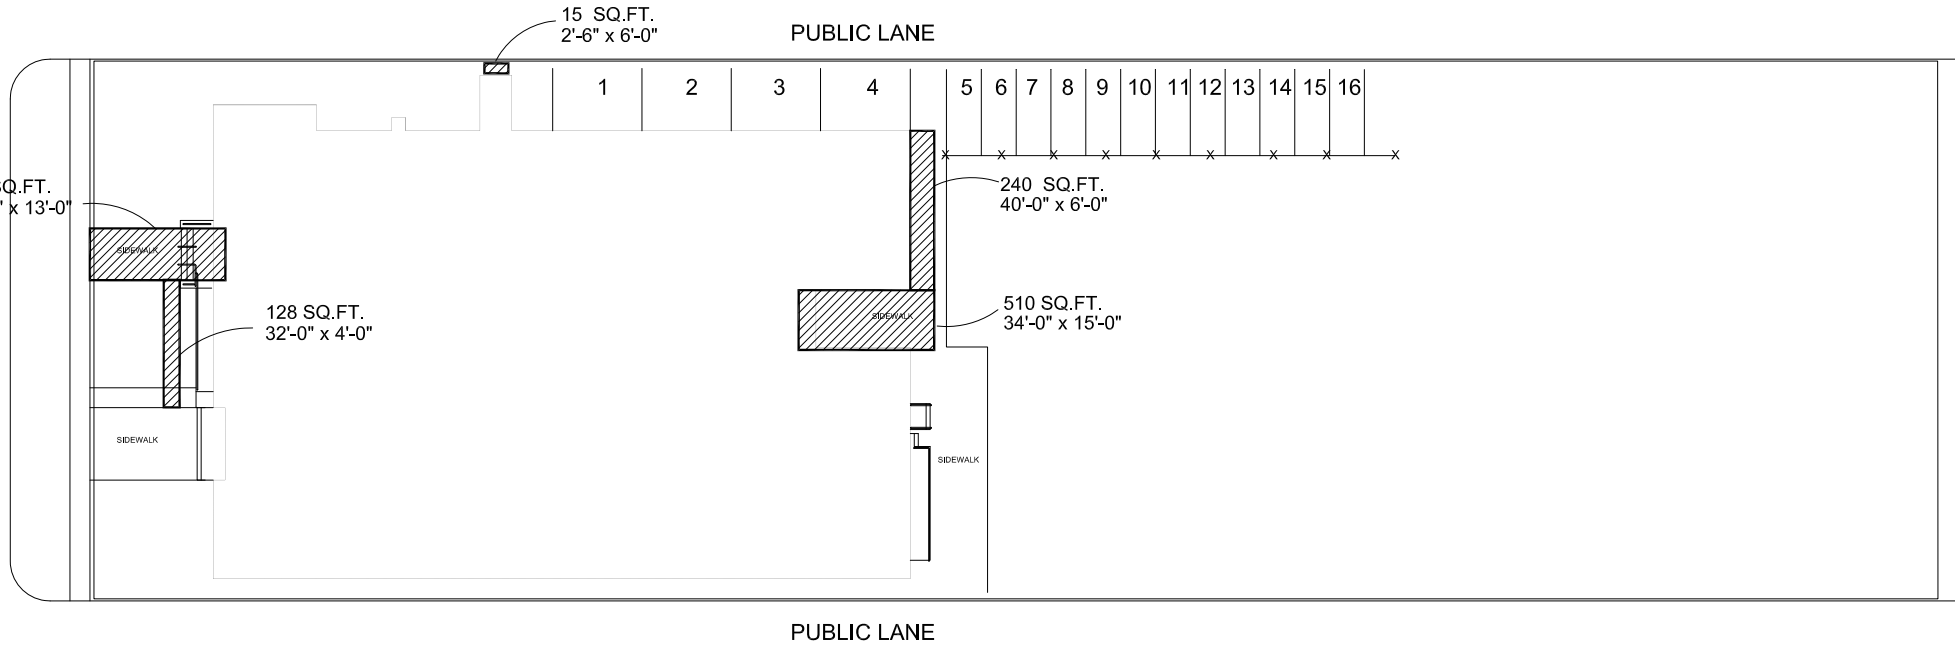 15 SQ.FT.
2'-6" x 6'-0"
PUBLIC LANE
1 2 3 4 5 6 7 8 9 10 11 12 13 14 15 16
SQ.FT.
x 13'-0"
240 SQ.FT.
40'-0" x 6'-0"
SIDEWALK
128 SQ.FT.
32'-0" x 4'-0"
510 SQ.FT.
34'-0" x 15'-0"
SIDEWALK
SIDEWALK
SIDEWALK
PUBLIC LANE